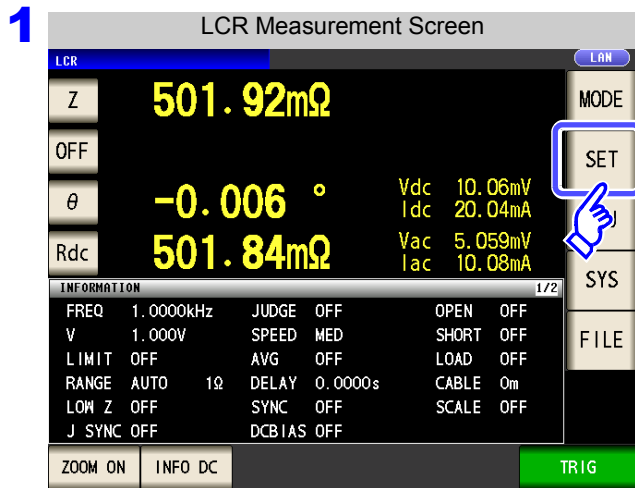 1
LCR Measurement Screen
LCR
LAN
Z 501.92mΩ
MODE
OFF
SET
θ -0.006 °
Vdc 10.06mV
Idc 20.04mA
Rdc 501.84mΩ
Vac 5.059mV
Iac 10.08mA
SYS
INFORMATION 1/2
FREQ 1.0000kHz JUDGE OFF OPEN OFF
V 1.000V SPEED MED SHORT OFF
FILE
LIMIT OFF AVG OFF LOAD OFF
RANGE AUTO 1Ω DELAY 0.0000s CABLE 0m
LOW Z OFF SYNC OFF SCALE OFF
J SYNC OFF DCBIAS OFF
ZOOM ON INFO DC TRIG